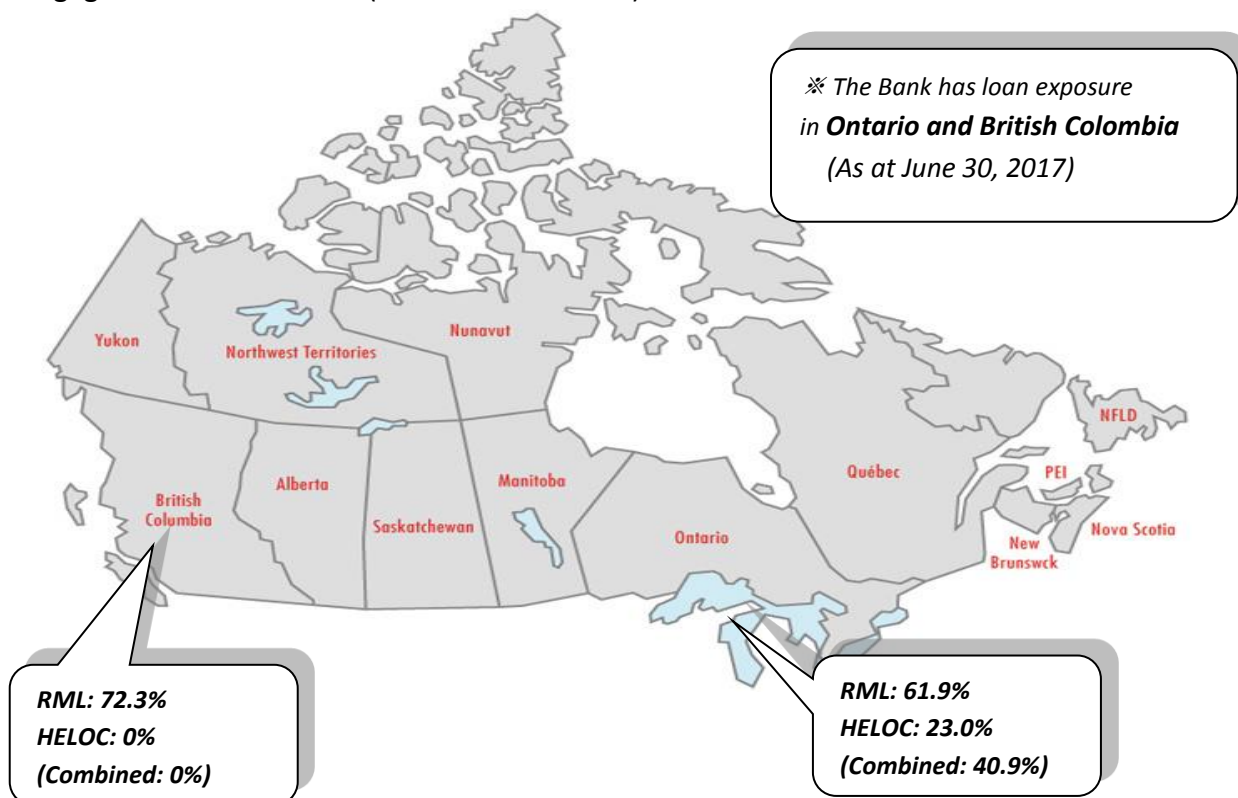 ※ The Bank has loan exposure
in Ontario and British Colombia
(As at June 30, 2017)
Yukon
Northwest Territories
Nunavut
British
Columbia
Alberta
Saskatchewan
Manitoba
Ontario
Québec
NFLD
PEI
Nova Scotia
New
Brunswck
RML: 72.3%
HELOC: 0%
(Combined: 0%)
RML: 61.9%
HELOC: 23.0%
(Combined: 40.9%)